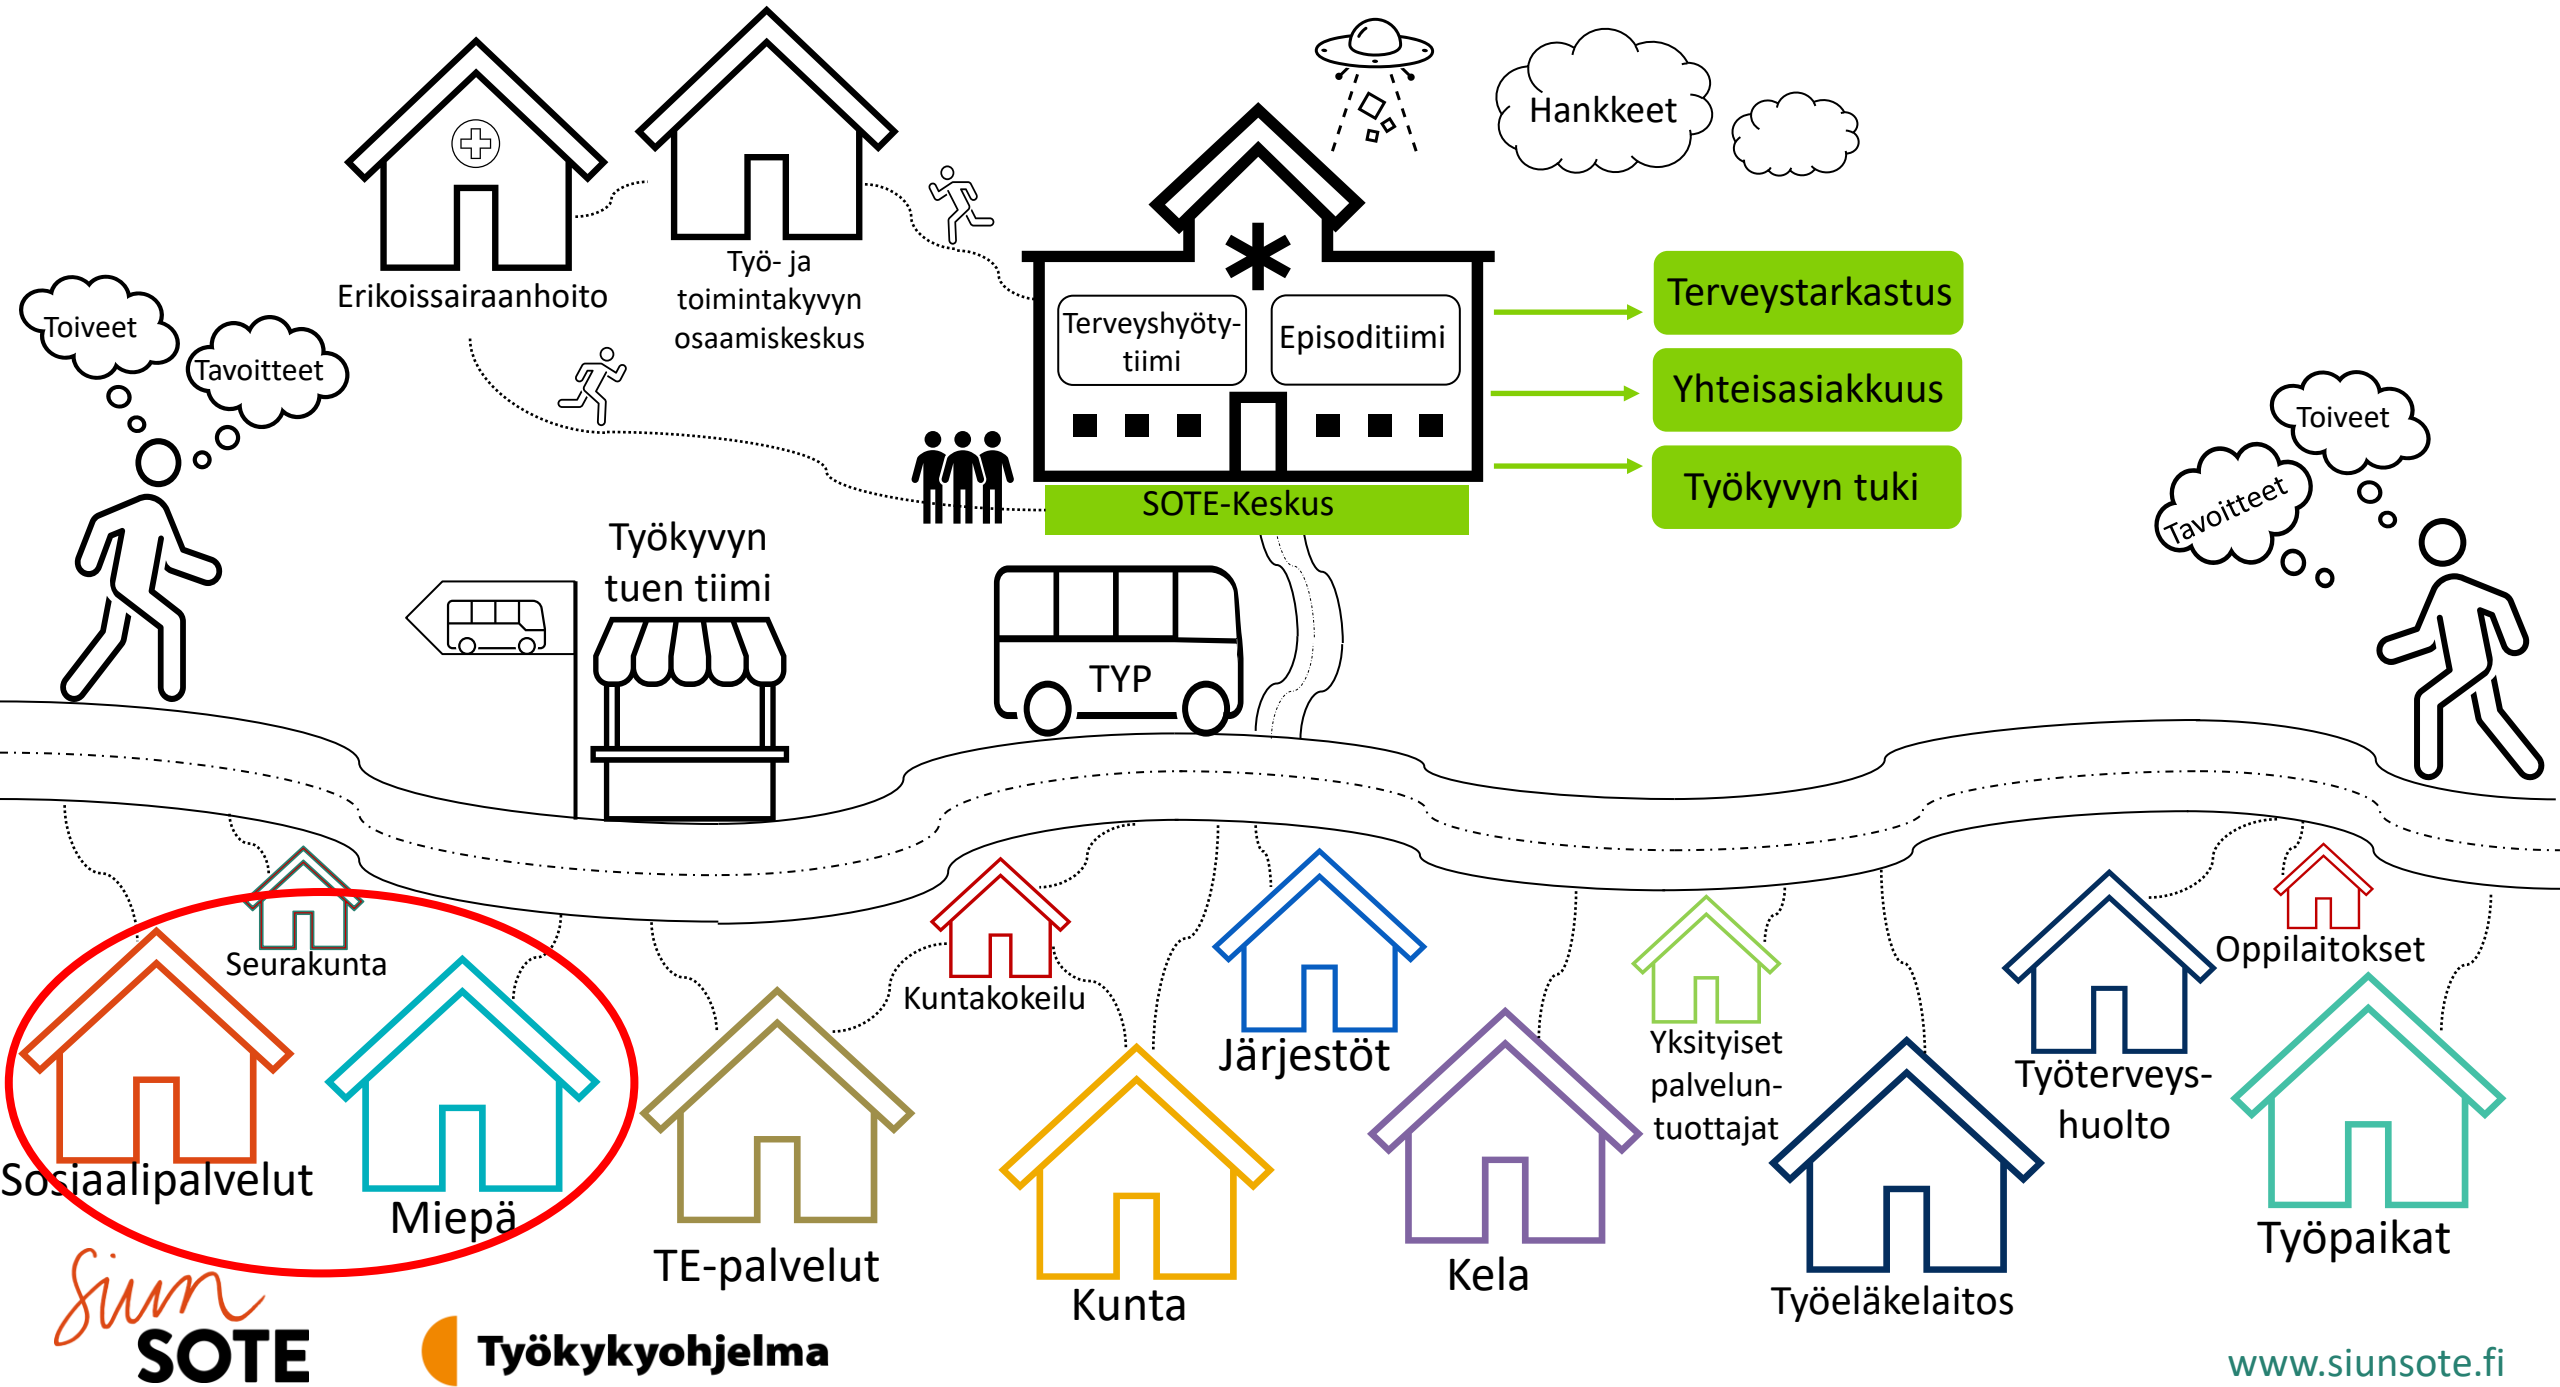 Hankkeet
Työ- ja
toimintakyvyn
osaamiskeskus
Erikoissairaanhoito
Toiveet
Tavoitteet
Terveyshyöty-
tiimi
Episoditiimi
SOTE-Keskus
Terveystarkastus
Yhteisasiakkuus
Työkyvyn tuki
Toiveet
Tavoitteet
Työkyvyn
tuen tiimi
TYP
Seurakunta
Sosiaalipalvelut
Miepä
TE-palvelut
Kuntakokeilu
Kunta
Järjestöt
Kela
Yksityiset
palvelun-
tuottajat
Työeläkelaitos
Työterveys-
huolto
Oppilaitokset
Työpaikat
Siun
SOTE
Työkykyohjelma
www.siunsote.fi